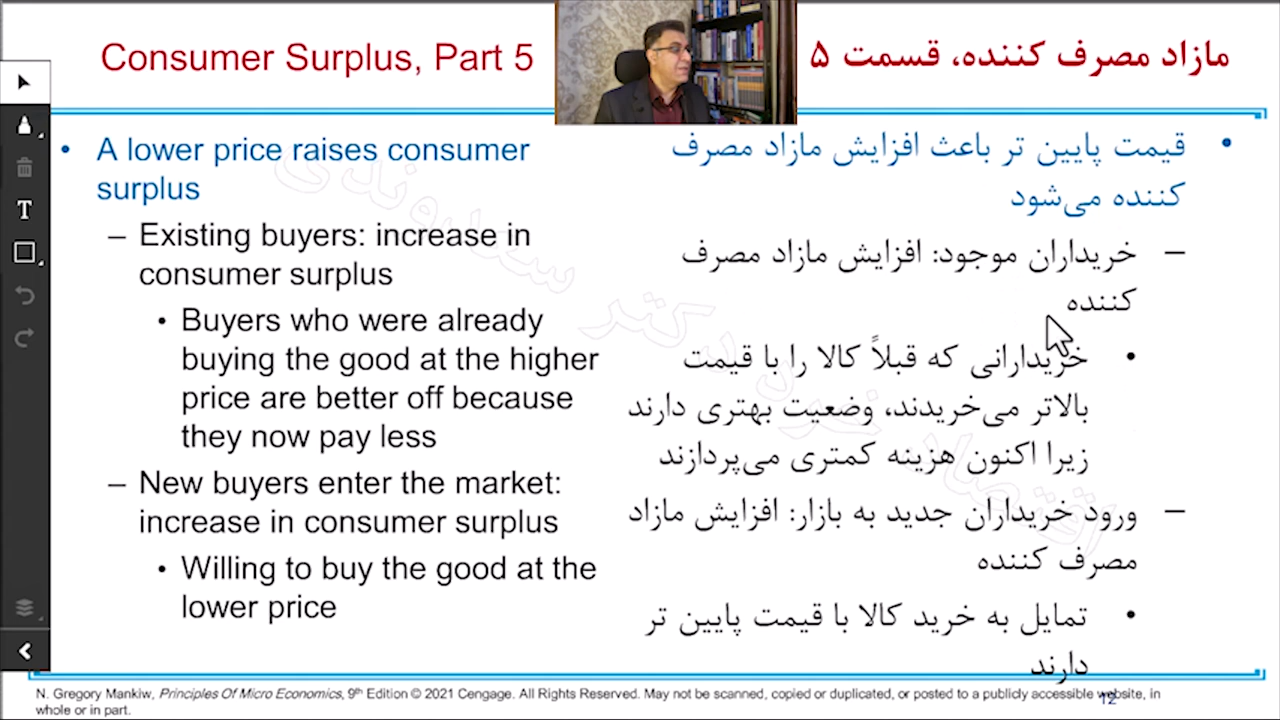 Consumer Surplus, Part 5
مازاد مصرف کننده، قسمت ۵
• A lower price raises consumer
surplus
– Existing buyers: increase in
consumer surplus
• Buyers who were already
buying the good at the higher
price are better off because
they now pay less
– New buyers enter the market:
increase in consumer surplus
• Willing to buy the good at the
lower price
• قیمت پایین تر باعث افزایش مازاد مصرف
کننده می‌شود
– خریداران موجود: افزایش مازاد مصرف
کننده
• خریدارانی که قبلاً کالا را با قیمت
بالاتر می‌خریدند، وضعیت بهتری دارند
زیرا اکنون هزینه کمتری می‌پردازند
– ورود خریداران جدید به بازار: افزایش مازاد
مصرف کننده
• تمایل به خرید کالا با قیمت پایین تر
دارند
اقتصاد خرد دکتر سدوندی
N. Gregory Mankiw, Principles Of Micro Economics, 9th Edition © 2021 Cengage. All Rights Reserved. May not be scanned, copied or duplicated, or posted to a publicly accessible website, in
whole or in part.
12